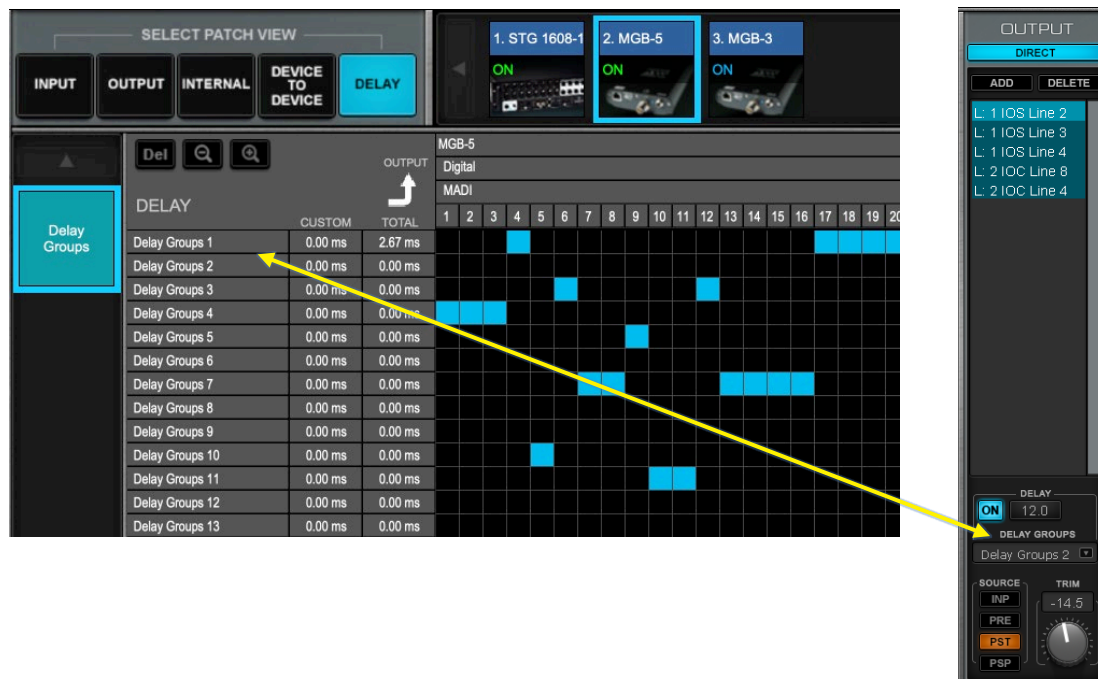 SELECT PATCH VIEW
INPUT
OUTPUT
INTERNAL
DEVICE
TO
DEVICE
DELAY
1. STG 1608-1
ON
2. MGB-5
ON
3. MGB-3
ON
Delay
Groups
Del
DELAY
CUSTOM
OUTPUT
TOTAL
MGB-5
Digital
MADI
1 2 3 4 5 6 7 8 9 10 11 12 13 14 15 16 17 18 19 20
Delay Groups 1 0.00 ms 2.67 ms
Delay Groups 2 0.00 ms 0.00 ms
Delay Groups 3 0.00 ms 0.00 ms
Delay Groups 4 0.00 ms 0.00 ms
Delay Groups 5 0.00 ms 0.00 ms
Delay Groups 6 0.00 ms 0.00 ms
Delay Groups 7 0.00 ms 0.00 ms
Delay Groups 8 0.00 ms 0.00 ms
Delay Groups 9 0.00 ms 0.00 ms
Delay Groups 10 0.00 ms 0.00 ms
Delay Groups 11 0.00 ms 0.00 ms
Delay Groups 12 0.00 ms 0.00 ms
Delay Groups 13 0.00 ms 0.00 ms
OUTPUT
DIRECT
ADD DELETE
L: 1 IOS Line 2
L: 1 IOS Line 3
L: 1 IOS Line 4
L: 2 IOC Line 8
L: 2 IOC Line 4
DELAY
ON 12.0
DELAY GROUPS
Delay Groups 2
SOURCE
INP
PRE
PST
PSP
TRIM
-14.5